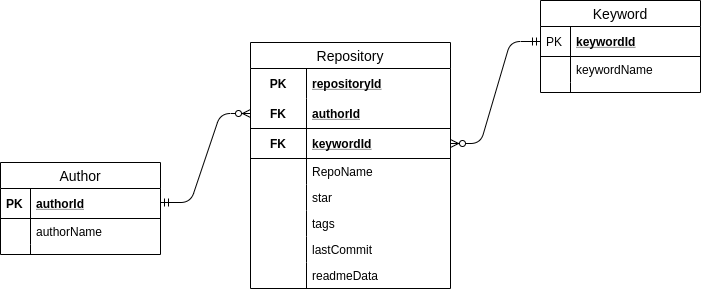 Keyword
PK keywordId
keywordName
Repository
PK repositoryId
FK authorId
FK keywordId
RepoName
star
tags
lastCommit
readmeData
Author
PK authorId
authorName